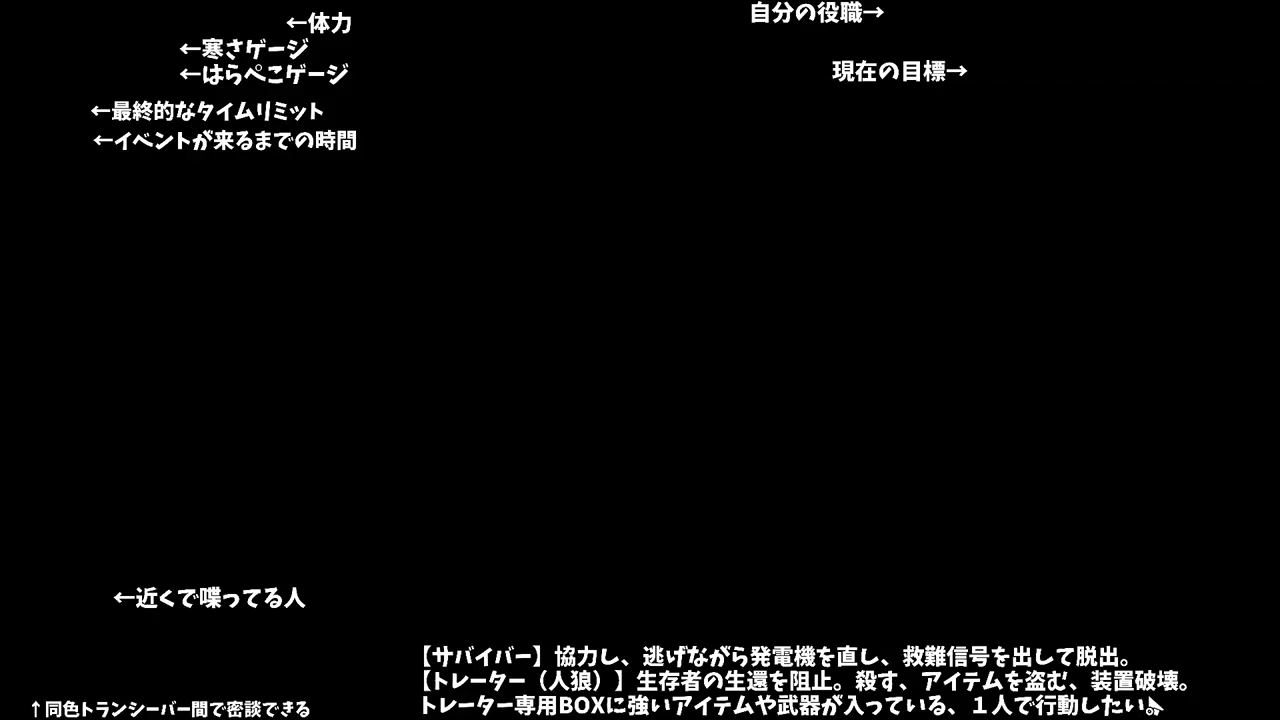 ←体力
←寒さゲージ
←はらぺこゲージ
←最終的なタイムリミット
←イベントが来るまでの時間
自分の役職→
現在の目標→
←近くで喋ってる人
【サバイバー】協力し、逃げながら発電機を直し、救難信号を出して脱出。
【トレーター（人狼）】生存者の生還を阻止。殺す、アイテムを盗む、装置破壊。
トレーター専用BOXに強いアイテムや武器が入っている、１人で行動したい。
↑同色トランシーバー間で密談できる